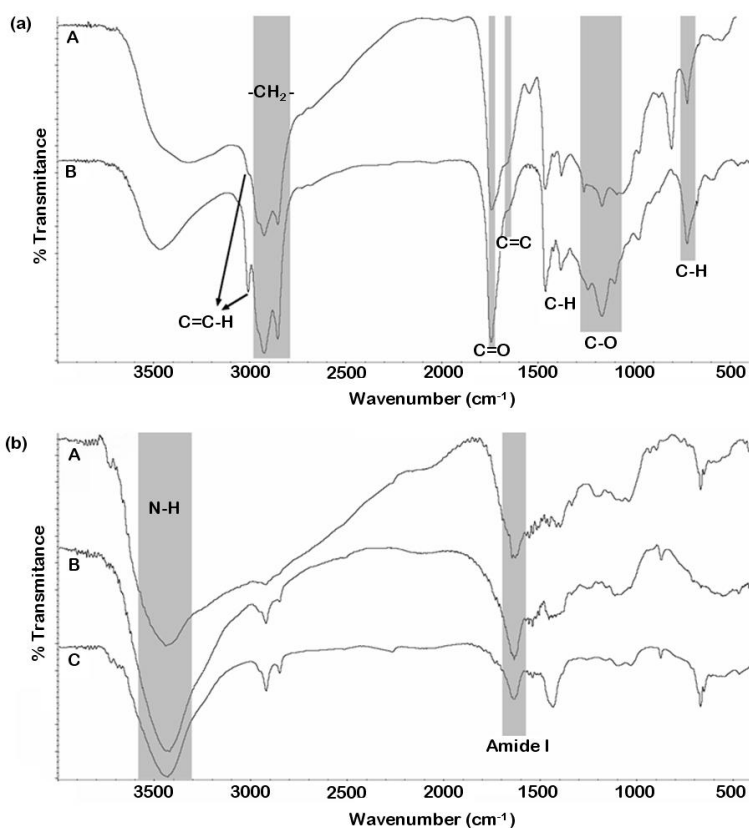 (a)
A
-CH₂-
B
% Transmitance
C=C
C=C-H
C-H
C-H
C=O
C-O
3500 3000 2500 2000 1500 1000 500
Wavenumber (cm⁻¹)
(b)
A
N-H
B
% Transmitance
C
Amide I
3500 3000 2500 2000 1500 1000 500
Wavenumber (cm⁻¹)